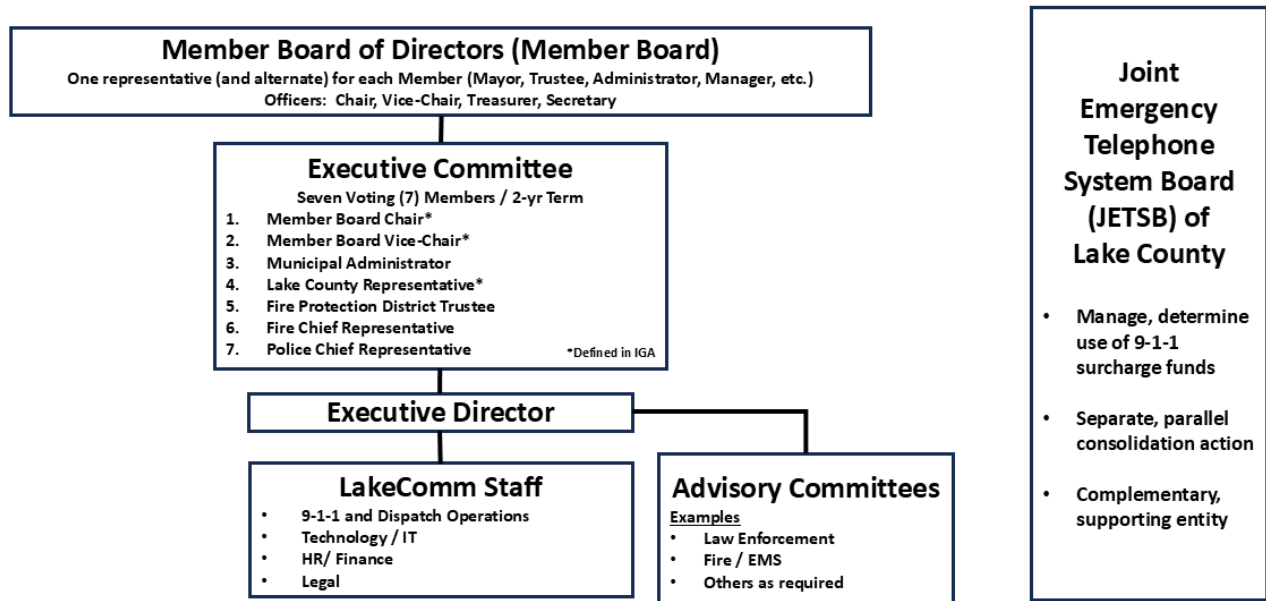 Member Board of Directors (Member Board)
One representative (and alternate) for each Member (Mayor, Trustee, Administrator, Manager, etc.)
Officers: Chair, Vice-Chair, Treasurer, Secretary
Executive Committee
Seven Voting (7) Members / 2-yr Term
1. Member Board Chair*
2. Member Board Vice-Chair*
3. Municipal Administrator
4. Lake County Representative*
5. Fire Protection District Trustee
6. Fire Chief Representative
7. Police Chief Representative
*Defined in IGA
Executive Director
LakeComm Staff
• 9-1-1 and Dispatch Operations
• Technology / IT
• HR/ Finance
• Legal
Advisory Committees
Examples
• Law Enforcement
• Fire / EMS
• Others as required
Joint
Emergency
Telephone
System Board
(JETSB) of
Lake County
• Manage, determine
use of 9-1-1
surcharge funds
• Separate, parallel
consolidation action
• Complementary,
supporting entity